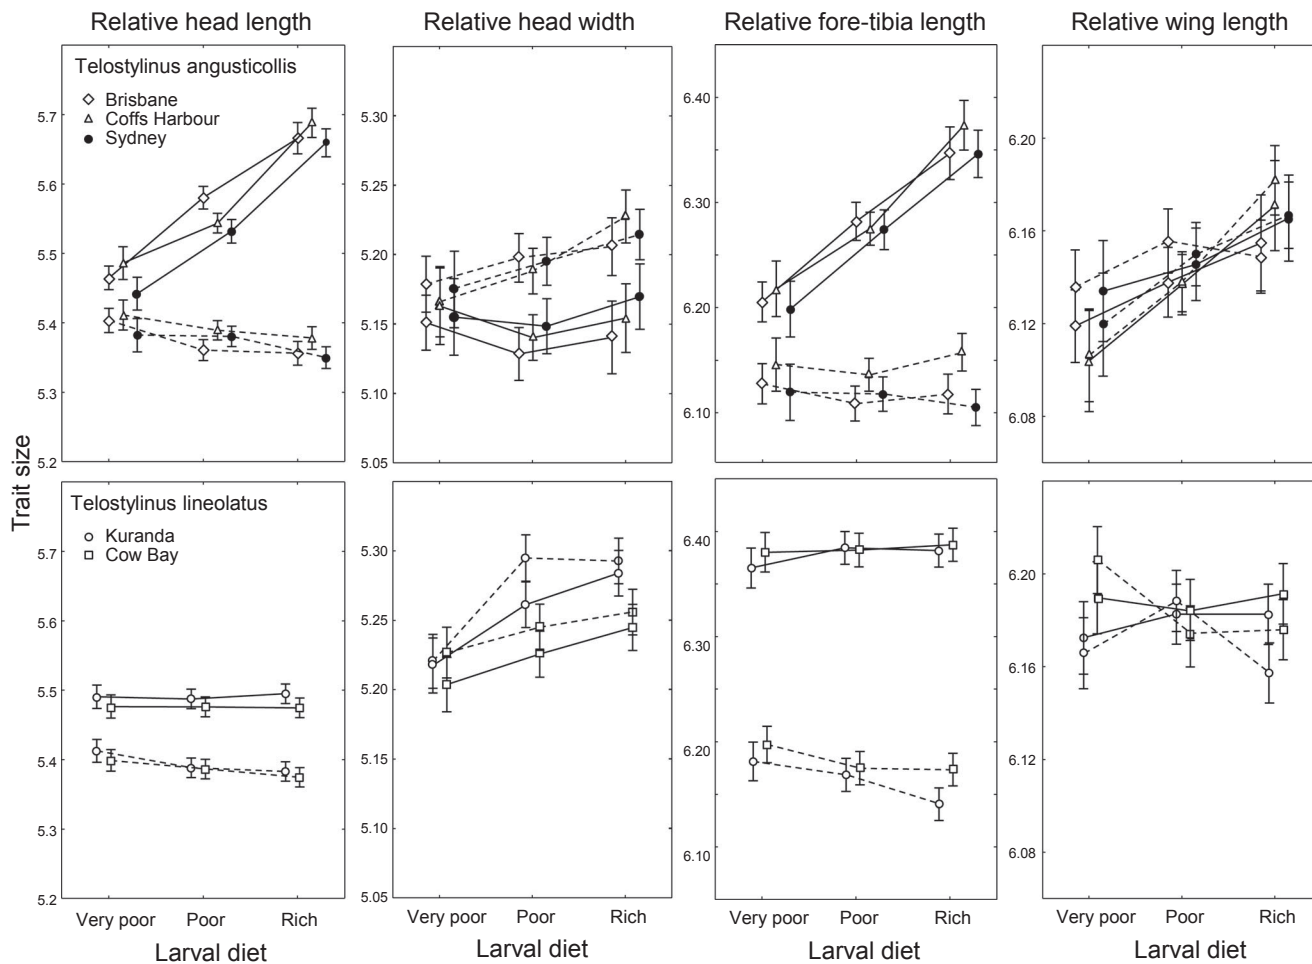 Relative head length
Relative head width
Relative fore-tibia length
Relative wing length
Telostylinus angusticollis
Brisbane
Coffs Harbour
Sydney
5.7
5.6
5.5
5.4
5.3
5.2
5.30
5.25
5.20
5.15
5.10
5.05
6.40
6.30
6.20
6.10
6.20
6.16
6.12
6.08
Trait size
Telostylinus lineolatus
Kuranda
Cow Bay
5.7
5.6
5.5
5.4
5.3
5.2
5.30
5.25
5.20
5.15
5.10
5.05
6.40
6.30
6.20
6.10
6.20
6.16
6.12
6.08
Very poor Poor Rich
Very poor Poor Rich
Very poor Poor Rich
Very poor Poor Rich
Larval diet
Larval diet
Larval diet
Larval diet